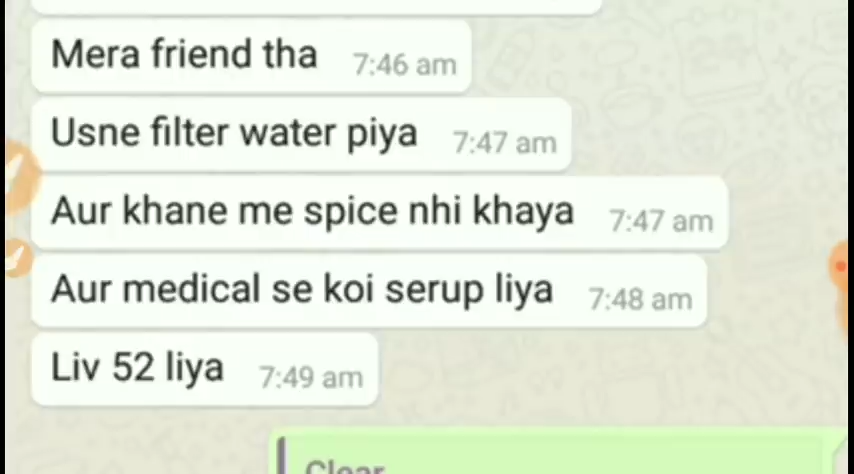 Mera friend tha 7:46 am
Usne filter water piya 7:47 am
Aur khane me spice nhi khaya 7:47 am
Aur medical se koi serup liya 7:48 am
Liv 52 liya 7:49 am
Clear